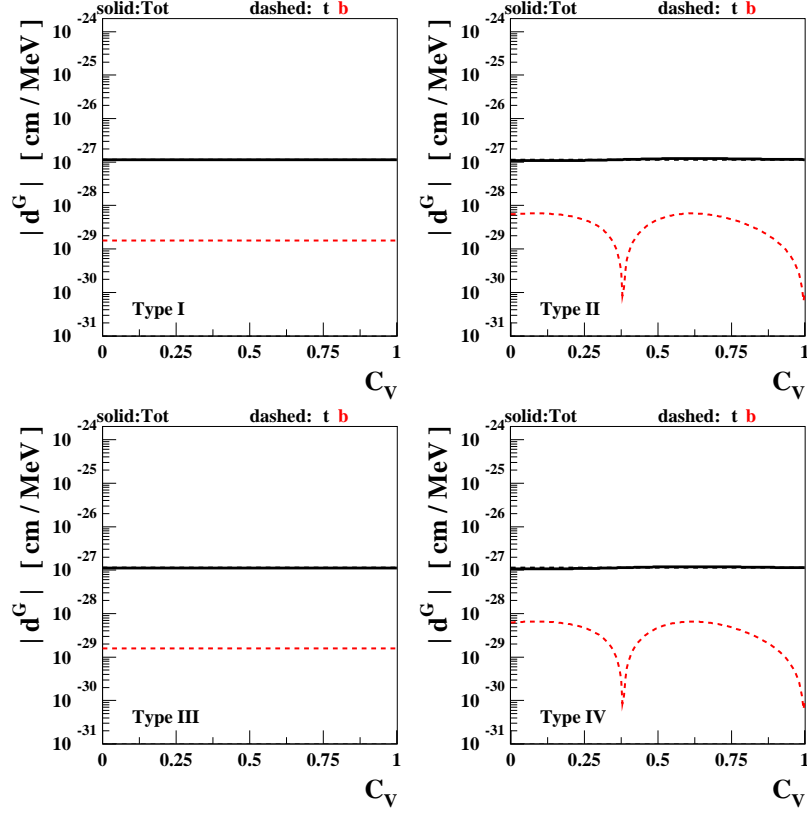 solid:Tot dashed: t b
| d^G | [ cm / MeV ]
10^-24
10^-25
10^-26
10^-27
10^-28
10^-29
10^-30
10^-31
Type I
0 0.25 0.5 0.75 1
C_V
solid:Tot dashed: t b
| d^G | [ cm / MeV ]
10^-24
10^-25
10^-26
10^-27
10^-28
10^-29
10^-30
10^-31
Type II
0 0.25 0.5 0.75 1
C_V
solid:Tot dashed: t b
| d^G | [ cm / MeV ]
10^-24
10^-25
10^-26
10^-27
10^-28
10^-29
10^-30
10^-31
Type III
0 0.25 0.5 0.75 1
C_V
solid:Tot dashed: t b
| d^G | [ cm / MeV ]
10^-24
10^-25
10^-26
10^-27
10^-28
10^-29
10^-30
10^-31
Type IV
0 0.25 0.5 0.75 1
C_V